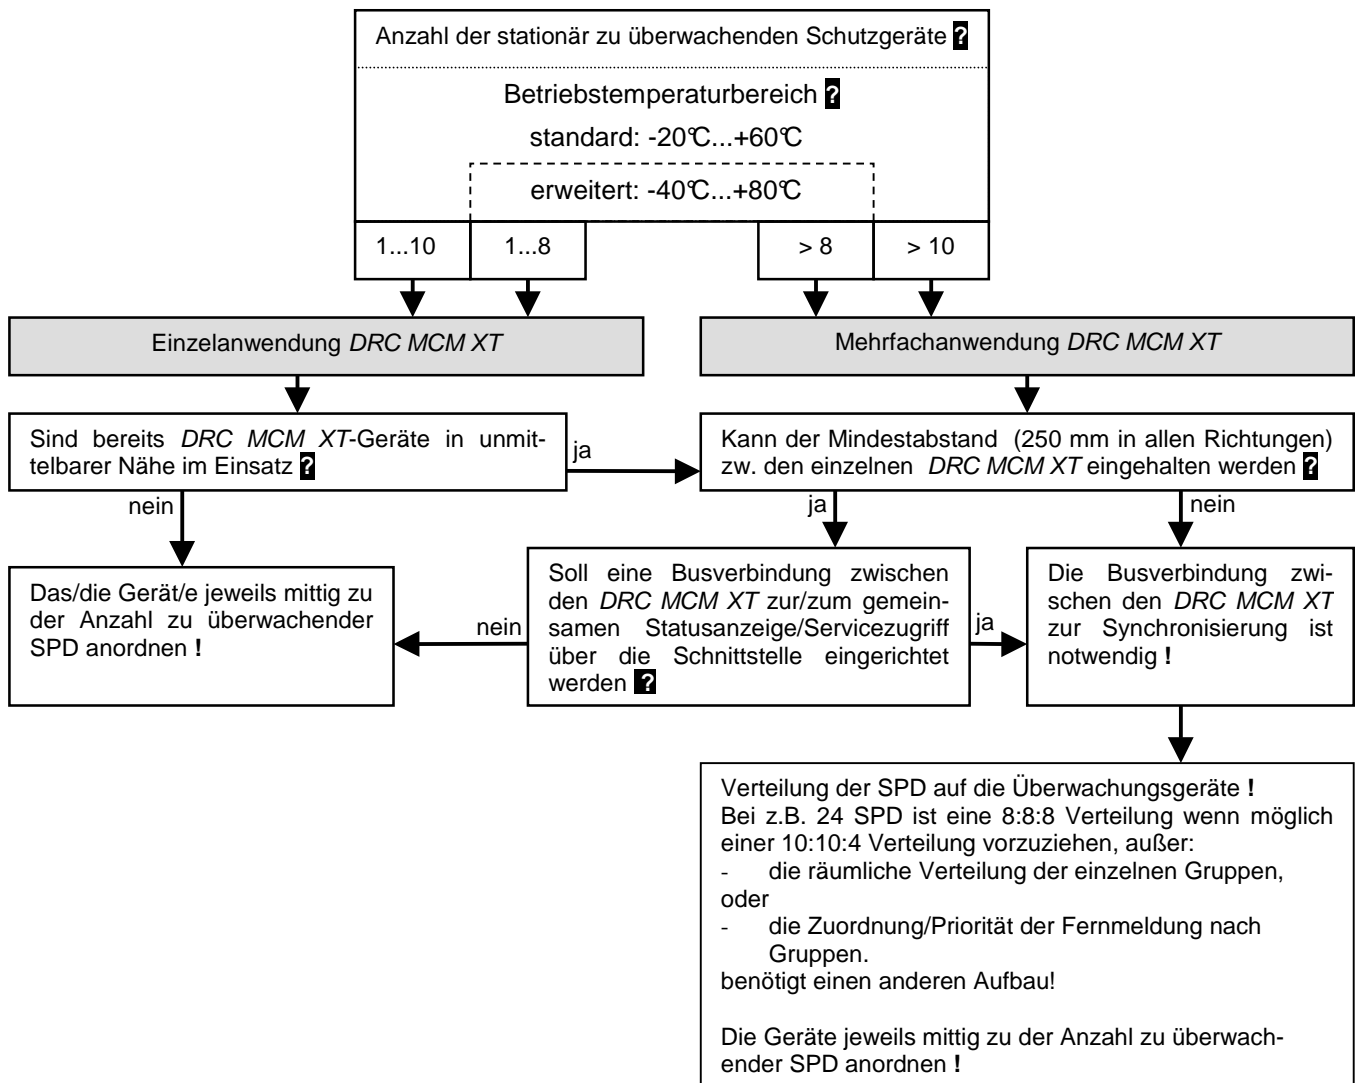 Anzahl der stationär zu überwachenden Schutzgeräte ?
Betriebstemperaturbereich ?
standard: -20°C...+60°C
erweitert: -40°C...+80°C
1...10
1...8
> 8
> 10
Einzelanwendung DRC MCM XT
Mehrfachanwendung DRC MCM XT
Sind bereits DRC MCM XT-Geräte in unmit-
telbarer Nähe im Einsatz ?
ja
Kann der Mindestabstand (250 mm in allen Richtungen)
zw. den einzelnen DRC MCM XT eingehalten werden ?
nein
ja
nein
Das/die Gerät/e jeweils mittig zu
der Anzahl zu überwachender
SPD anordnen !
nein
Soll eine Busverbindung zwischen
den DRC MCM XT zur/zum gemein-
samen Statusanzeige/Servicezugriff
über die Schnittstelle eingerichtet
werden ?
ja
Die Busverbindung zwi-
schen den DRC MCM XT
zur Synchronisierung ist
notwendig !
Verteilung der SPD auf die Überwachungsgeräte !
Bei z.B. 24 SPD ist eine 8:8:8 Verteilung wenn möglich
einer 10:10:4 Verteilung vorzuziehen, außer:
- die räumliche Verteilung der einzelnen Gruppen,
oder
- die Zuordnung/Priorität der Fernmeldung nach
Gruppen.
benötigt einen anderen Aufbau!
Die Geräte jeweils mittig zu der Anzahl zu überwach-
ender SPD anordnen !